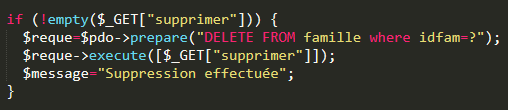 if (!empty($_GET["supprimer"])) {
$reque=$pdo->prepare("DELETE FROM famille where idfam=?");
$reque->execute([$_GET["supprimer"]]);
$message="Suppression effectuée";
}